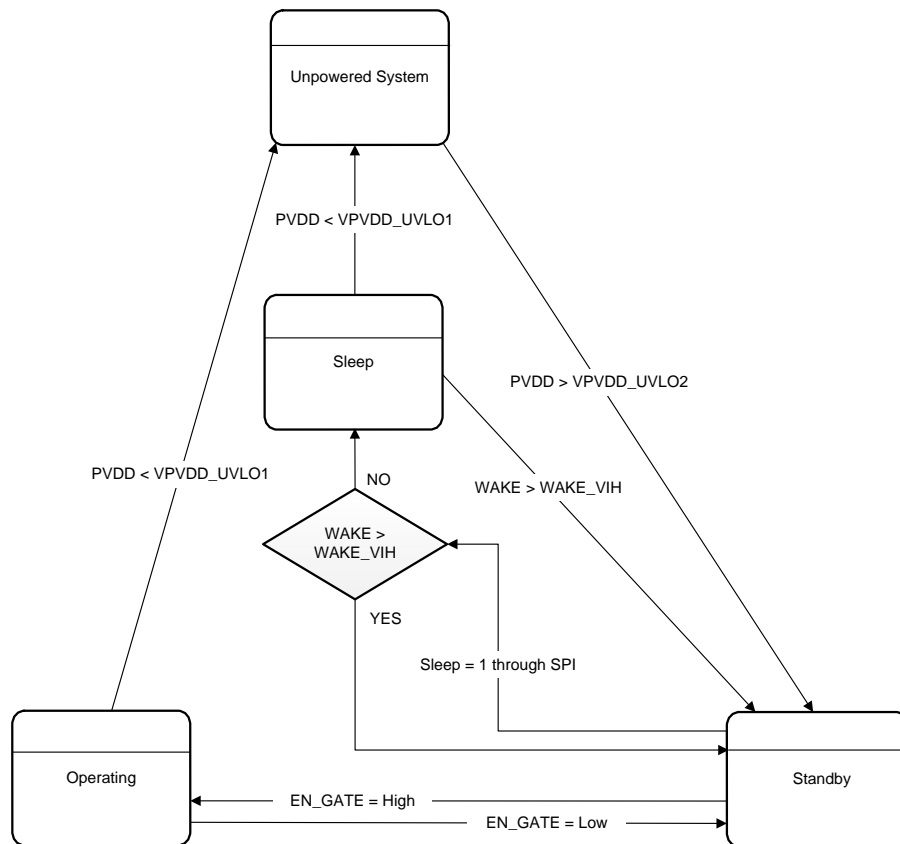 Unpowered System
PVDD < VPVDD_UVLO1
Sleep
PVDD > VPVDD_UVLO2
PVDD < VPVDD_UVLO1
NO
WAKE > WAKE_VIH
WAKE >
WAKE_VIH
YES
Sleep = 1 through SPI
Operating
Standby
EN_GATE = High
EN_GATE = Low